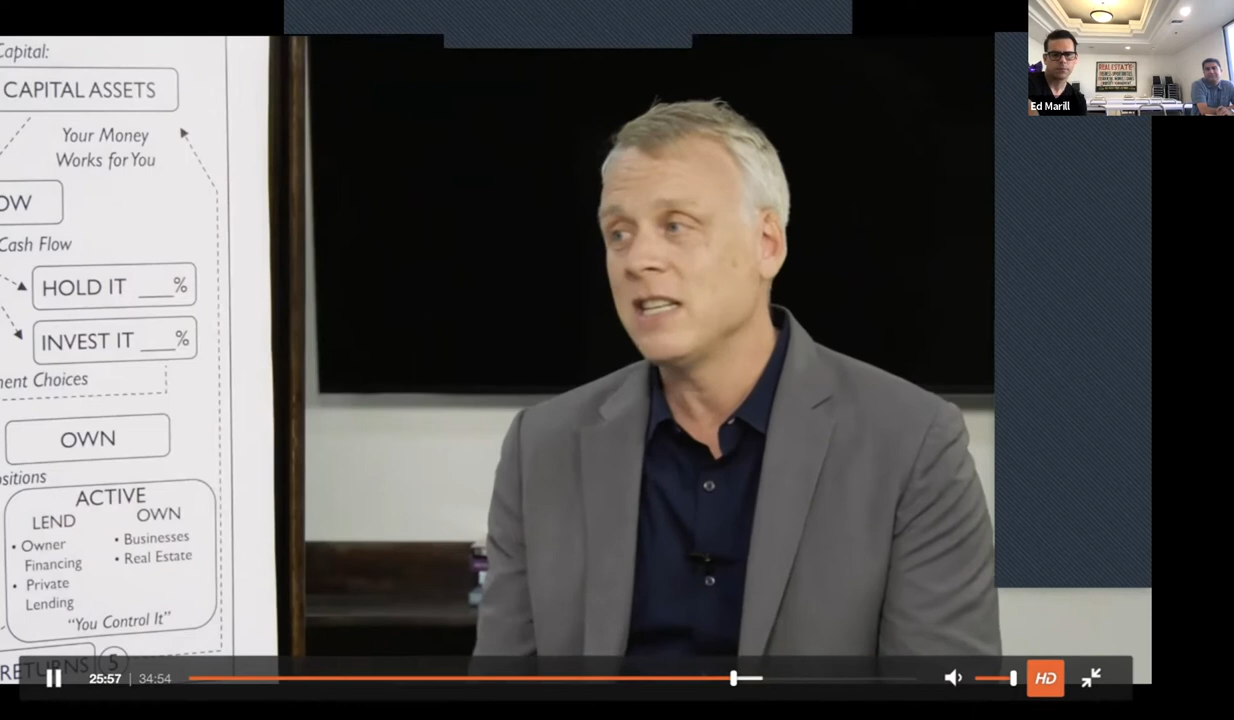 Capital:
CAPITAL ASSETS
Your Money
Works for You
OW
Cash Flow
HOLD IT ___%
INVEST IT ___%
ment Choices
OWN
ositions
ACTIVE
LEND
OWN
• Owner
Financing
• Private
Lending
• Businesses
• Real Estate
"You Control It"
RETURNS 5
REAL ESTATE
Ed Marill
25:57 | 34:54
HD